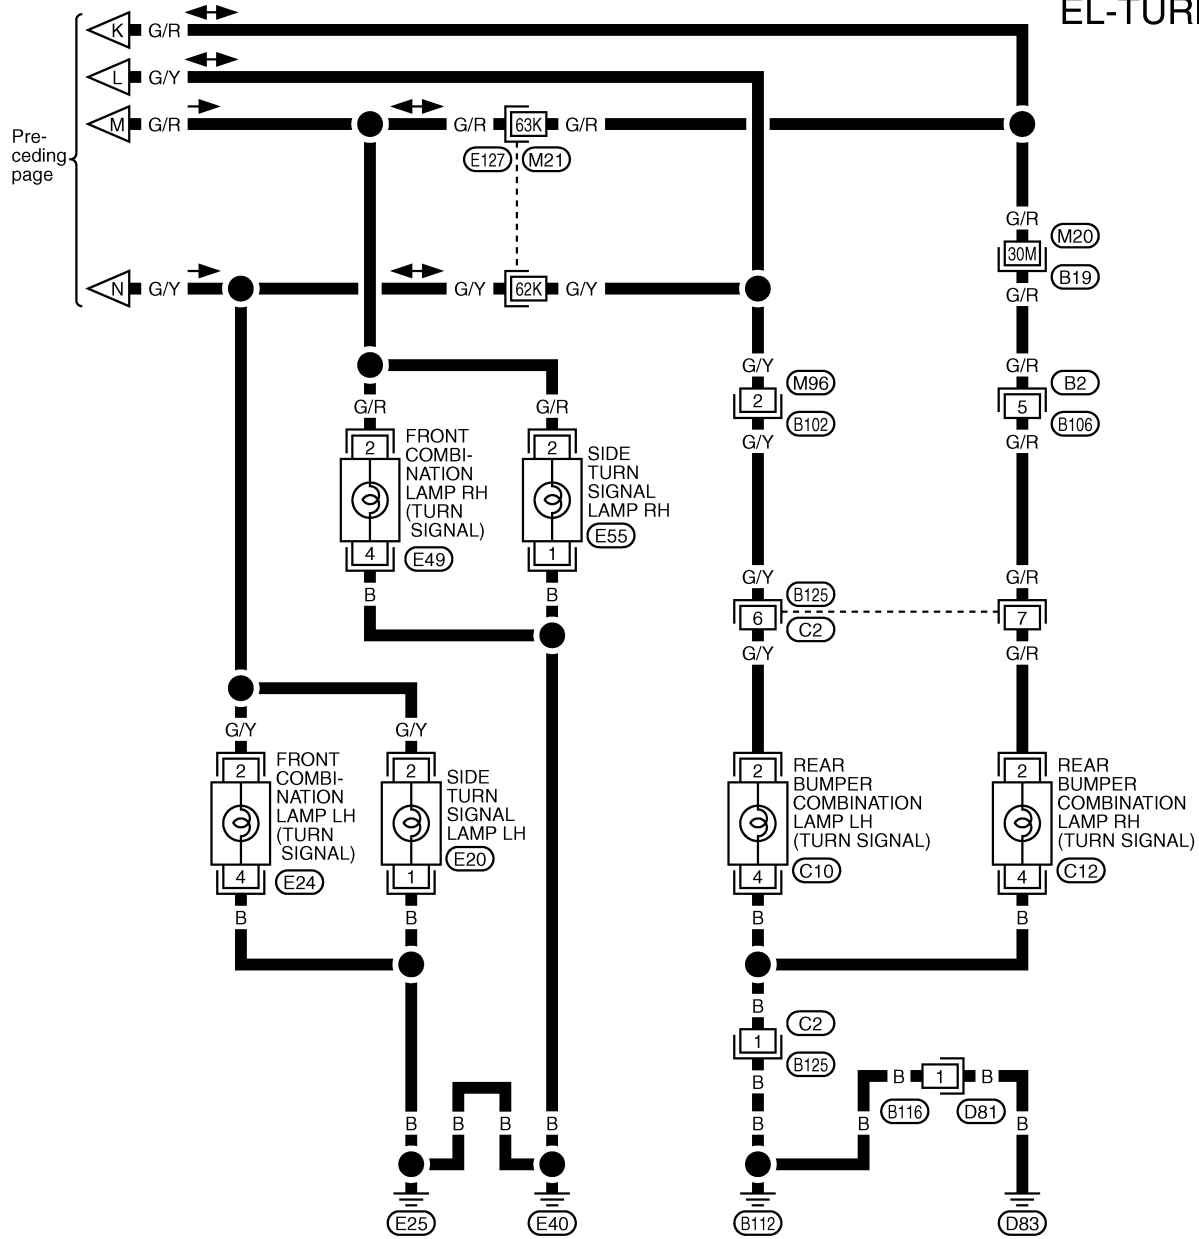 EL-TURN
K G/R
L G/Y
M G/R G/R 63K G/R
E127 M21
Pre-
ceding
page
N G/Y G/Y 62K G/Y
G/R
30M
M20
B19
G/R
G/Y
2
M96
B102
G/Y
G/R
5
B2
B106
G/R
G/R
2
FRONT
COMBI-
NATION
LAMP RH
(TURN
SIGNAL)
4
E49
B
G/R
2
SIDE
TURN
SIGNAL
LAMP RH
E55
1
B
G/Y
6
B125
C2
G/Y
G/R
7
G/R
G/Y
2
FRONT
COMBI-
NATION
LAMP LH
(TURN
SIGNAL)
4
E24
B
G/Y
2
SIDE
TURN
SIGNAL
LAMP LH
E20
1
B
2
REAR
BUMPER
COMBINATION
LAMP LH
(TURN SIGNAL)
4
C10
B
2
REAR
BUMPER
COMBINATION
LAMP RH
(TURN SIGNAL)
4
C12
B
B
1
C2
B125
B
B 1 B
B116 D81
B B B B B B B
E25 E40 B112 D83